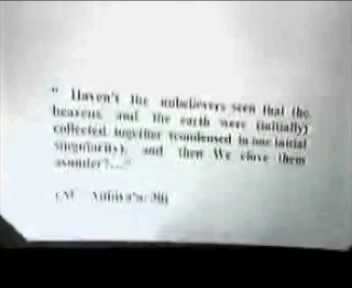 " Haven't the unbelievers seen that the
heavens and the earth were (initially)
collected together (condensed in one initial
singularity), and then We clove them
asunder?..."